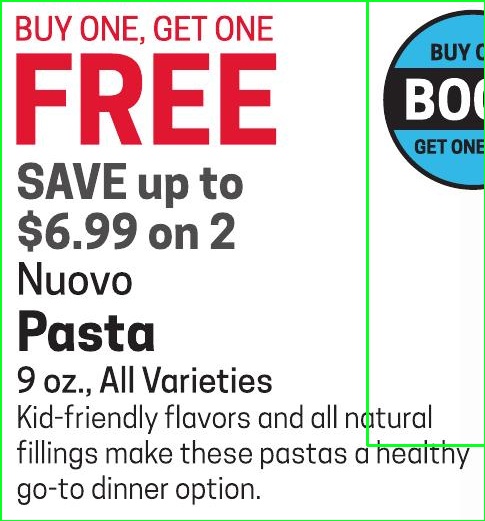 BUY ONE, GET ONE
FREE
SAVE up to
$6.99 on 2
Nuovo
Pasta
9 oz., All Varieties
Kid-friendly flavors and all natural
fillings make these pastas a healthy
go-to dinner option.
BUY
GET ONE